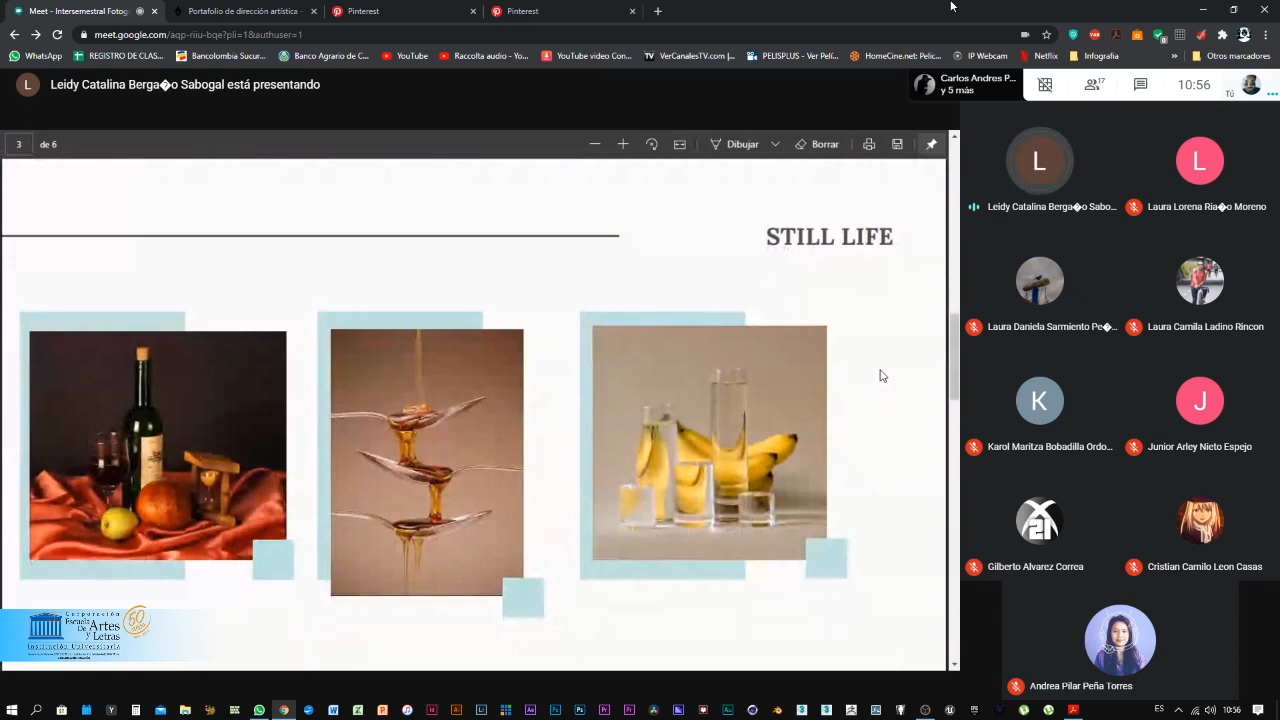 Meet - Intersemestral Fotog
Portafolio de dirección artística -
Pinterest
Pinterest
meet.google.com/aqp-riiu-bqe?pli=1&authuser=1
WhatsApp
REGISTRO DE CLAS...
Bancolombia Sucur...
Banco Agrario de C...
YouTube
Raccolta audio - Yo...
YouTube video Con...
VerCanalesTV.com |...
PELISPLUS - Ver Pelí...
HomeCine.net:Pelic...
IP Webcam
Netflix
Infografia
Otros marcadores
Leidy Catalina Berga�o Sabogal está presentando
Carlos Andres P...
y 5 más
17
10:56
Tú
3 de 6
Dibujar
Borrar
STILL LIFE
Leidy Catalina Berga�o Sabo...
Laura Lorena Ria�o Moreno
Laura Daniela Sarmiento Pe�...
Laura Camila Ladino Rincon
K
J
Karol Maritza Bobadilla Ordo...
Junior Arley Nieto Espejo
Gilberto Alvarez Correa
Cristian Camilo Leon Casas
Andrea Pilar Peña Torres
Corporación
Escuela
De Artes
y Letras
Institución Universitaria
50
ES
10:56